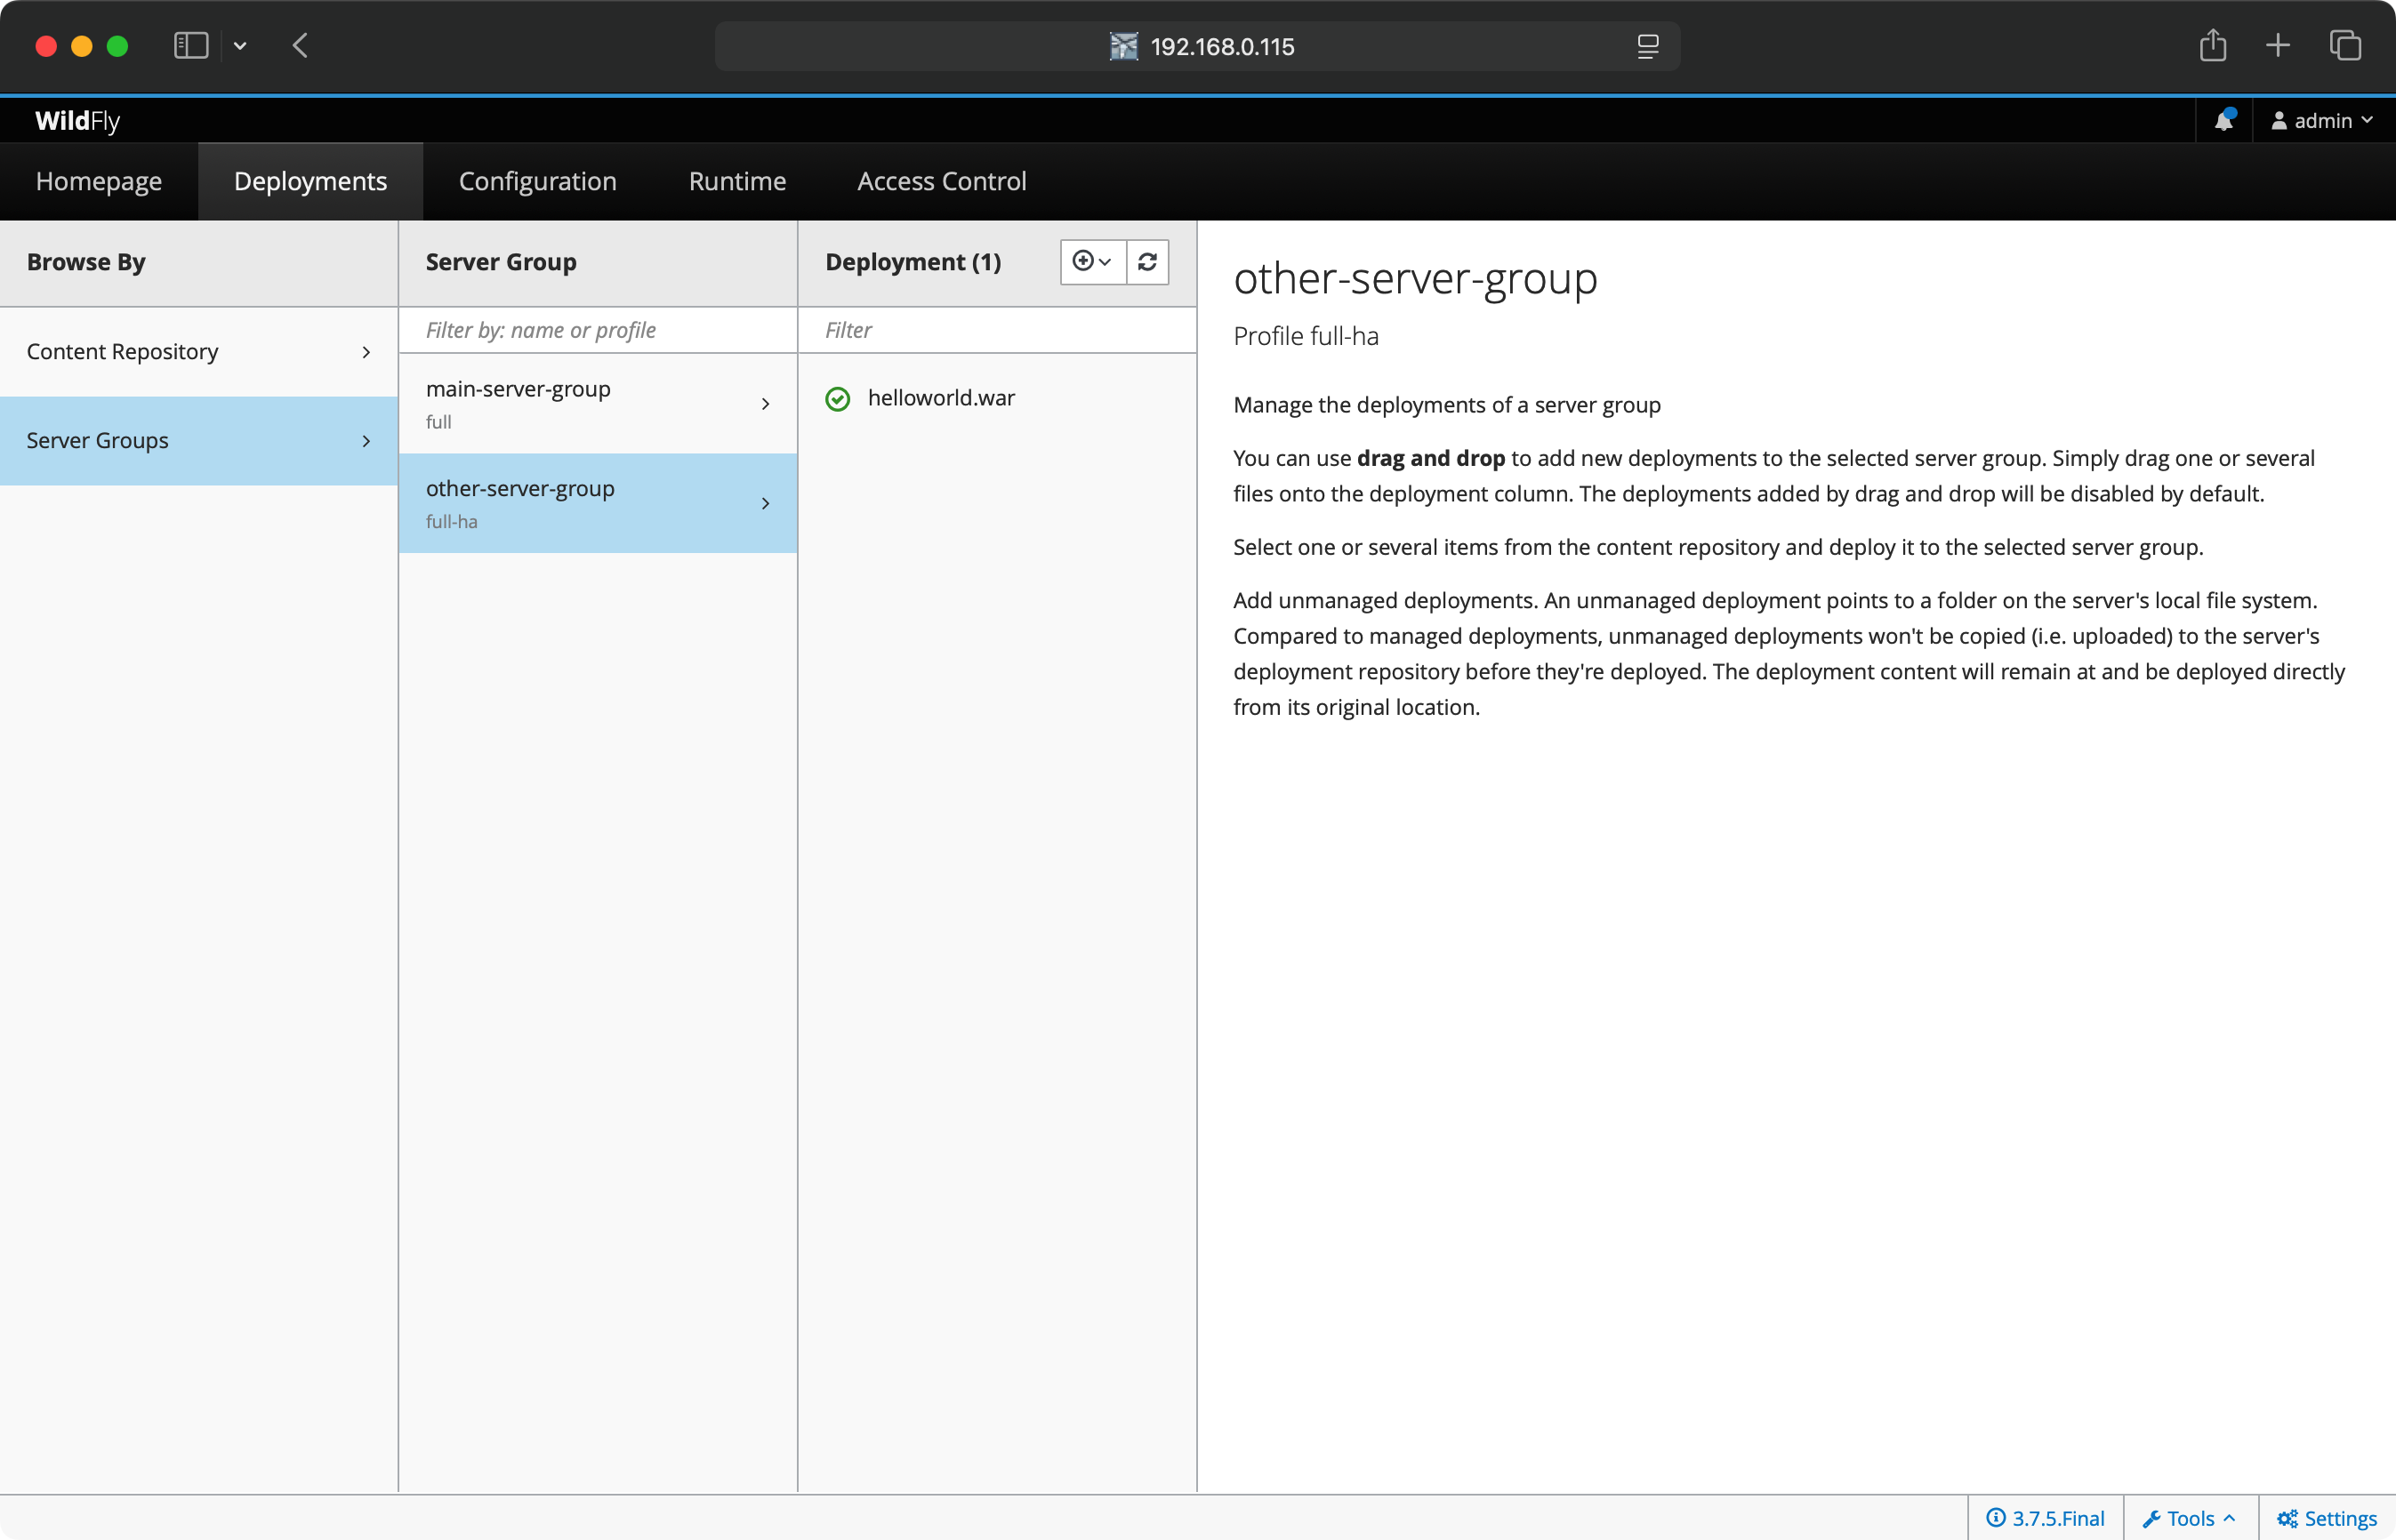 192.168.0.115
WildFly
admin
Homepage
Deployments
Configuration
Runtime
Access Control
Browse By
Content Repository
Server Groups
Server Group
Filter by: name or profile
main-server-group
full
other-server-group
full-ha
Deployment (1)
Filter
helloworld.war
other-server-group
Profile full-ha
Manage the deployments of a server group
You can use drag and drop to add new deployments to the selected server group. Simply drag one or several
files onto the deployment column. The deployments added by drag and drop will be disabled by default.
Select one or several items from the content repository and deploy it to the selected server group.
Add unmanaged deployments. An unmanaged deployment points to a folder on the server's local file system.
Compared to managed deployments, unmanaged deployments won't be copied (i.e. uploaded) to the server's
deployment repository before they're deployed. The deployment content will remain at and be deployed directly
from its original location.
3.7.5.Final
Tools
Settings